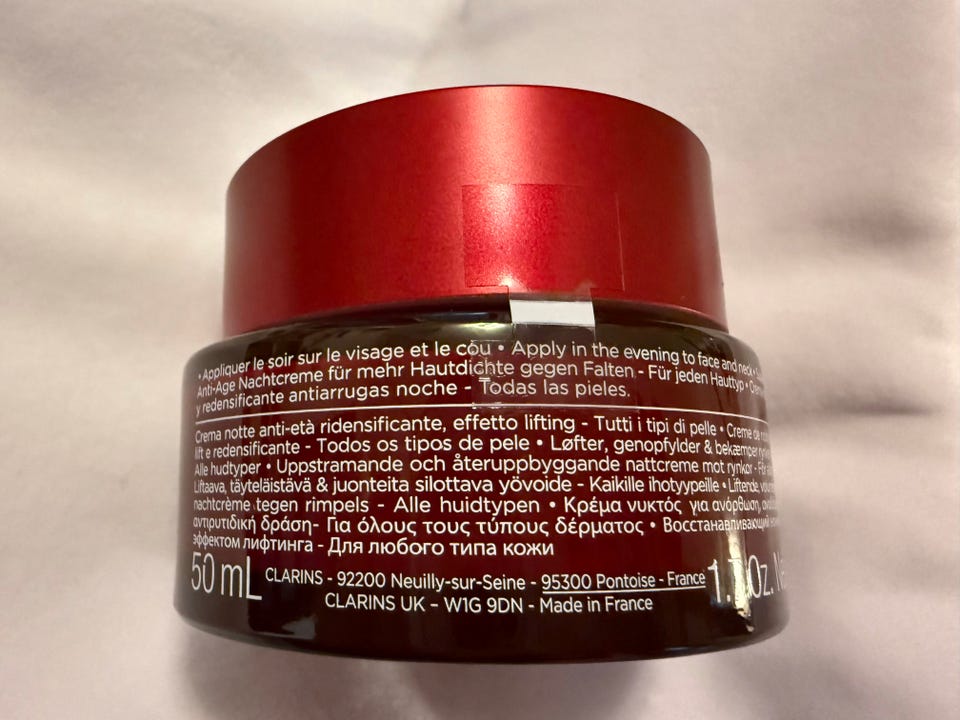 • Appliquer le soir sur le visage et le cou • Apply in the evening to face and neck •
Anti-Age Nachtcreme für mehr Hautdichte gegen Falten - Für jeden Hauttyp •
y redensificante antiarrugas noche - Todas las pieles.
Crema notte anti-età ridensificante, effetto lifting - Tutti i tipi di pelle • Creme de
lift e redensificante - Todos os tipos de pele • Løfter, genopfylder & bekæmper
Alle hudtyper • Uppstramande och återuppbyggande nattcreme mot rynkor - För
Liftaava, täyteläistävä & juonteita silottava yövoide - Kaikille ihotyypeille • Liftende,
nachtcrème tegen rimpels - Alle huidtypen • Κρέμα νυκτός για ανόρθωση,
αντιρυτιδική δράση- Για όλους τους τύπους δέρματος • Восстанавливающий
эффектом лифтинга - Для любого типа кожи
50 mL
CLARINS - 92200 Neuilly-sur-Seine - 95300 Pontoise - France
CLARINS UK – W1G 9DN - Made in France